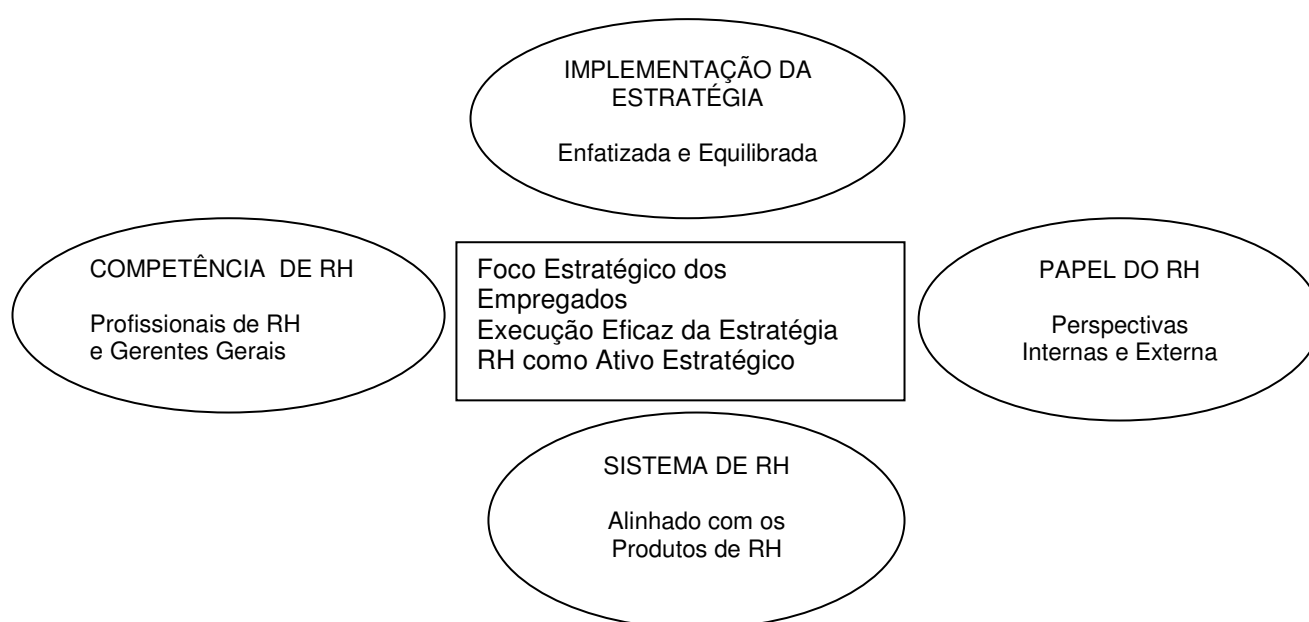 IMPLEMENTAÇÃO DA
ESTRATÉGIA
Enfatizada e Equilibrada
COMPETÊNCIA DE RH
Profissionais de RH
e Gerentes Gerais
Foco Estratégico dos
Empregados
Execução Eficaz da Estratégia
RH como Ativo Estratégico
PAPEL DO RH
Perspectivas
Internas e Externa
SISTEMA DE RH
Alinhado com os
Produtos de RH